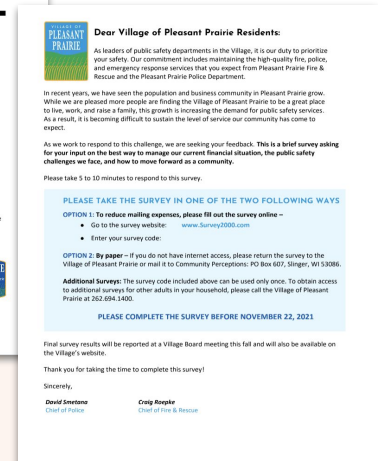 VILLAGE OF
PLEASANT
PRAIRIE
Dear Village of Pleasant Prairie Residents:
As leaders of public safety departments in the Village, it is our duty to prioritize
your safety. Our commitment includes maintaining the high-quality fire, police,
and emergency response services that you expect from Pleasant Prairie Fire &
Rescue and the Pleasant Prairie Police Department.
In recent years, we have seen the population and business community in Pleasant Prairie grow.
While we are pleased more people are finding the Village of Pleasant Prairie to be a great place
to live, work, and raise a family, this growth is increasing the demand for public safety services.
As a result, it is becoming difficult to sustain the level of service our community has come to
expect.
As we work to respond to this challenge, we are seeking your feedback. This is a brief survey asking
for your input on the best way to manage our current financial situation, the public safety
challenges we face, and how to move forward as a community.
Please take 5 to 10 minutes to respond to this survey.
PLEASE TAKE THE SURVEY IN ONE OF THE TWO FOLLOWING WAYS
OPTION 1: To reduce mailing expenses, please fill out the survey online –
• Go to the survey website: www.Survey2000.com
• Enter your survey code:
OPTION 2: By paper – If you do not have internet access, please return the survey to the
Village of Pleasant Prairie or mail it to Community Perceptions: PO Box 607, Slinger, WI 53086.
Additional Surveys: The survey code included above can be used only once. To obtain access
to additional surveys for other adults in your household, please call the Village of Pleasant
Prairie at 262.694.1400.
PLEASE COMPLETE THE SURVEY BEFORE NOVEMBER 22, 2021
Final survey results will be reported at a Village Board meeting this fall and will also be available on
the Village's website.
Thank you for taking the time to complete this survey!
Sincerely,
David Smetana Craig Roepke
Chief of Police Chief of Fire & Rescue